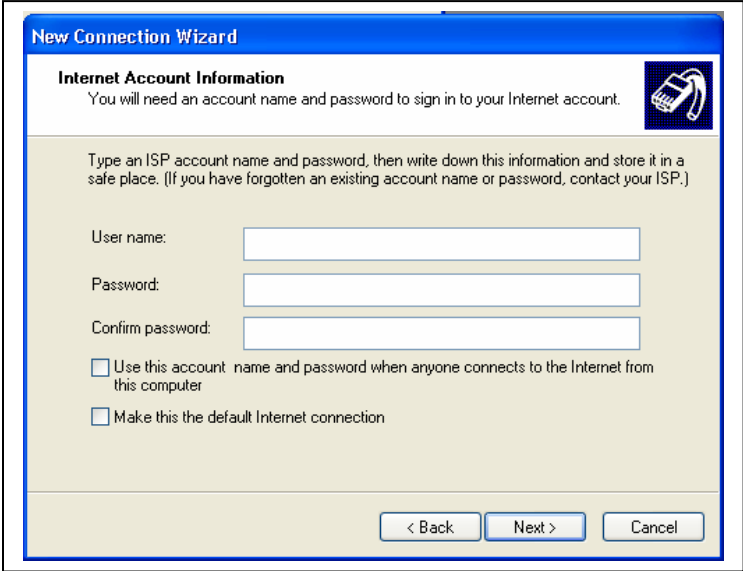 New Connection Wizard
Internet Account Information
You will need an account name and password to sign in to your Internet account.
Type an ISP account name and password, then write down this information and store it in a
safe place. (If you have forgotten an existing account name or password, contact your ISP.)
User name:
Password:
Confirm password:
Use this account name and password when anyone connects to the Internet from
this computer
Make this the default Internet connection
< Back
Next >
Cancel